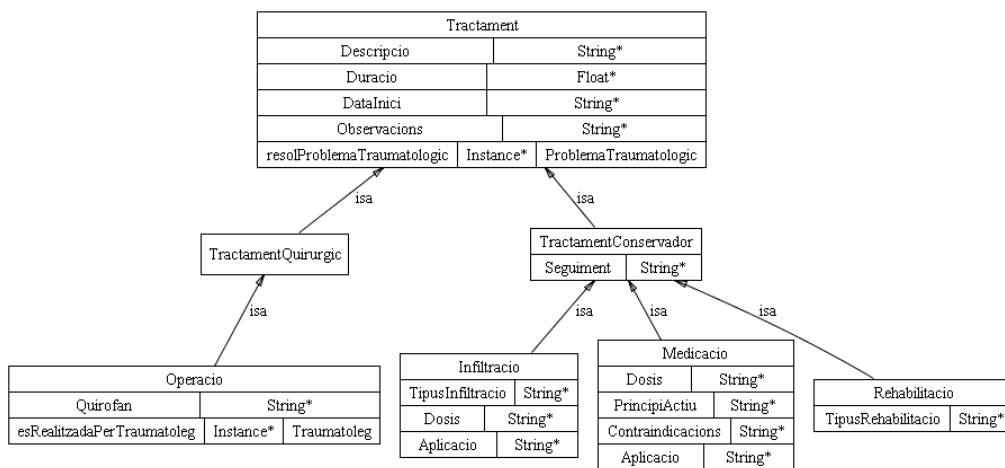 Tractament
Descripcio String*
Duracio Float*
DataInici String*
Observacions String*
resolProblemaTraumatologic Instance* ProblemaTraumatologic
isa isa
TractamentQuirurgic
TractamentConservador
Seguiment String*
isa isa isa isa
Operacio
Quirofan String*
esRealitzadaPerTraumatoleg Instance* Traumatoleg
Infiltracio
TipusInfiltracio String*
Dosis String*
Aplicacio String*
Medicacio
Dosis String*
PrincipiActiu String*
Contraindicacions String*
Aplicacio String*
Rehabilitacio
TipusRehabilitacio String*